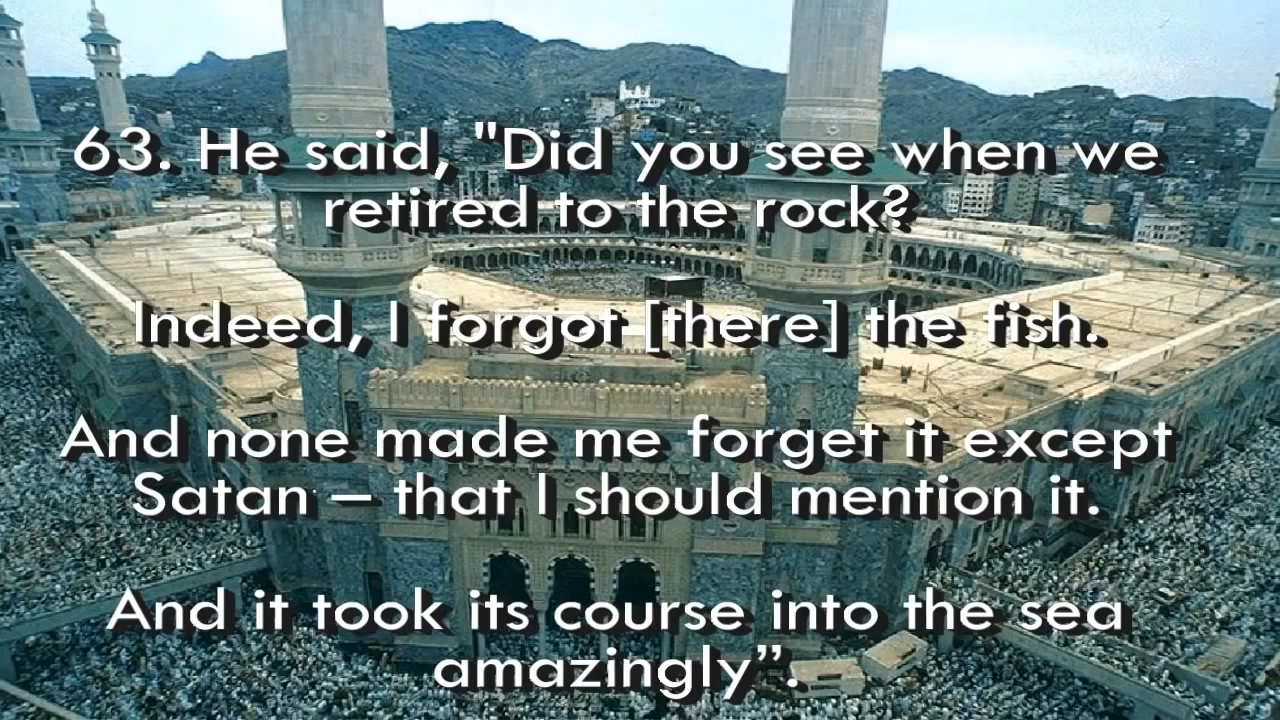 63. He said, "Did you see when we
retired to the rock?
Indeed, I forgot [there] the fish.
And none made me forget it except
Satan – that I should mention it.
And it took its course into the sea
amazingly”.